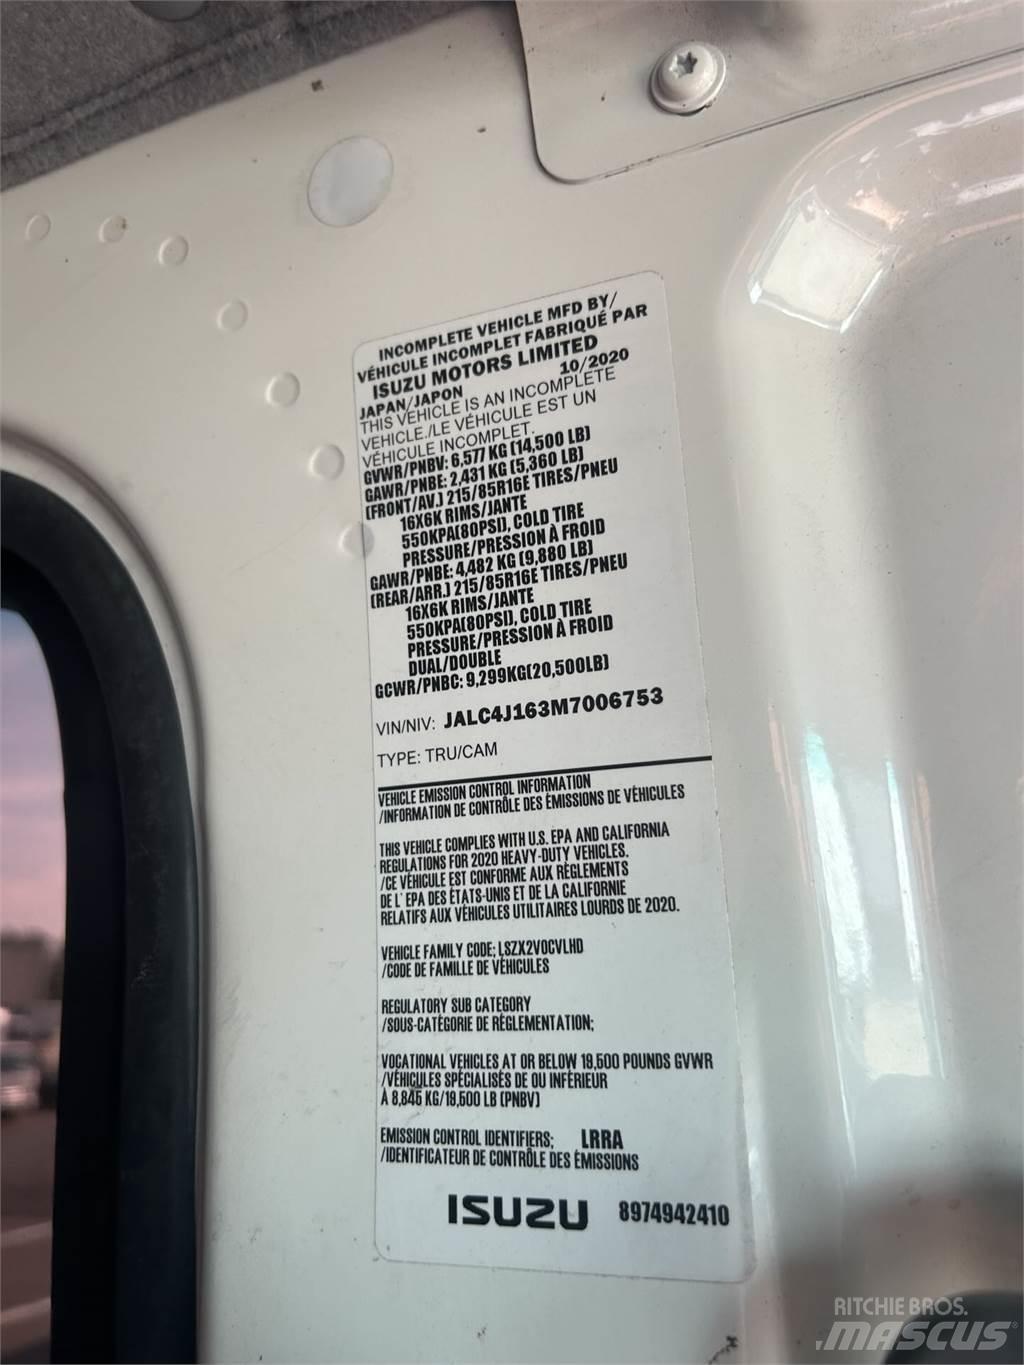 INCOMPLETE VEHICLE MFD BY/
VÉHICULE INCOMPLET FABRIQUÉ PAR
ISUZU MOTORS LIMITED
JAPAN/JAPON 10/2020
THIS VEHICLE IS AN INCOMPLETE
VEHICLE./LE VÉHICULE EST UN
VÉHICULE INCOMPLET.
GVWR/PNBV: 6,577 KG (14,500 LB)
GAWR/PNBE: 2,431 KG (5,360 LB)
(FRONT/AV.) 215/85R16E TIRES/PNEU
16X6K RIMS/JANTE
550KPA(80PSI), COLD TIRE
PRESSURE/PRESSION À FROID
GAWR/PNBE: 4,482 KG (9,880 LB)
(REAR/ARR.) 215/85R16E TIRES/PNEU
16X6K RIMS/JANTE
550KPA(80PSI), COLD TIRE
PRESSURE/PRESSION À FROID
DUAL/DOUBLE
GCWR/PNBC: 9,299KG(20,500LB)
VIN/NIV: JALC4J163M7006753
TYPE: TRU/CAM
VEHICLE EMISSION CONTROL INFORMATION
/INFORMATION DE CONTRÔLE DES ÉMISSIONS DE VÉHICULES
THIS VEHICLE COMPLIES WITH U.S. EPA AND CALIFORNIA
REGULATIONS FOR 2020 HEAVY-DUTY VEHICLES.
/CE VÉHICULE EST CONFORME AUX RÈGLEMENTS
DE L' EPA DES ÉTATS-UNIS ET DE LA CALIFORNIE
RELATIFS AUX VÉHICULES UTILITAIRES LOURDS DE 2020.
VEHICLE FAMILY CODE: LSZX2VOCVLHD
/CODE DE FAMILLE DE VÉHICULES
REGULATORY SUB CATEGORY
/SOUS-CATÉGORIE DE RÉGLEMENTATION:
VOCATIONAL VEHICLES AT OR BELOW 19,500 POUNDS GVWR
/VÉHICULES SPÉCIALISÉS DE OU INFÉRIEUR
À 8,845 KG/19,500 LB (PNBV)
EMISSION CONTROL IDENTIFIERS: LRRA
/IDENTIFICATEUR DE CONTRÔLE DES ÉMISSIONS
ISUZU 8974942410
RITCHIE BROS.
MASCUS